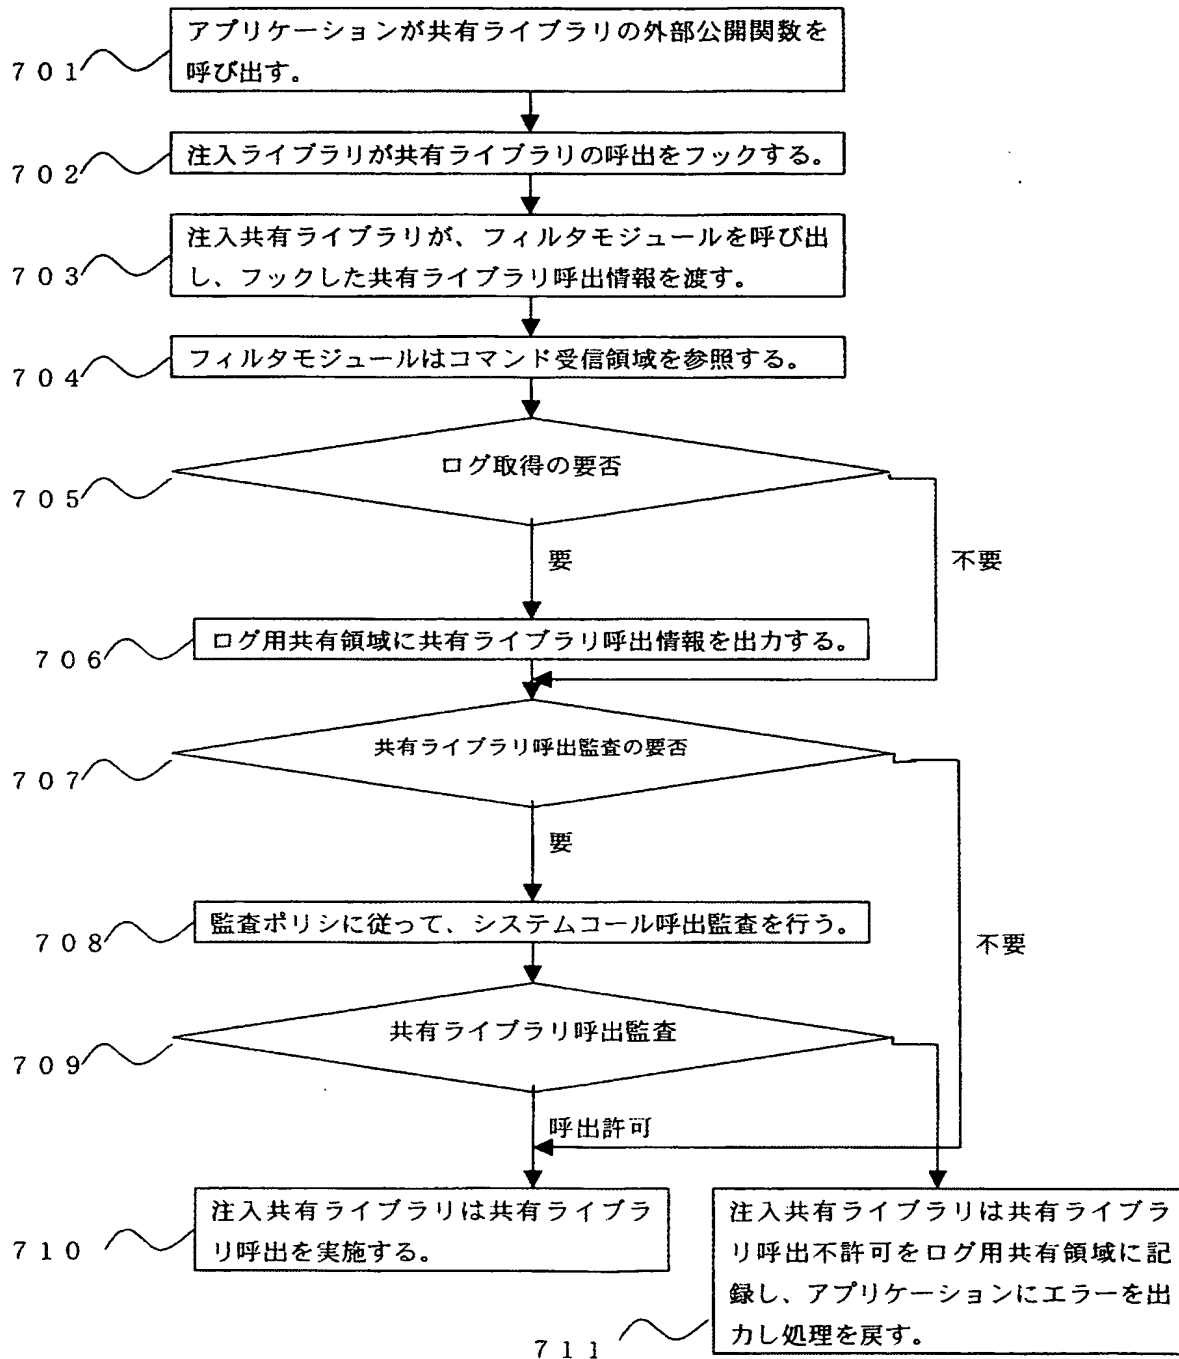 アプリケーションが共有ライブラリの外部公開関数を
呼び出す。
７０１
注入ライブラリが共有ライブラリの呼出をフックする。
７０２
注入共有ライブラリが、フィルタモジュールを呼び出
し、フックした共有ライブラリ呼出情報を渡す。
７０３
フィルタモジュールはコマンド受信領域を参照する。
７０４
ログ取得の要否
７０５
要
不要
ログ用共有領域に共有ライブラリ呼出情報を出力する。
７０６
共有ライブラリ呼出監査の要否
７０７
要
監査ポリシに従って、システムコール呼出監査を行う。
７０８
不要
共有ライブラリ呼出監査
７０９
呼出許可
注入共有ライブラリは共有ライブラ
リ呼出を実施する。
７１０
注入共有ライブラリは共有ライブラ
リ呼出不許可をログ用共有領域に記
録し、アプリケーションにエラーを出
力し処理を戻す。
７１１